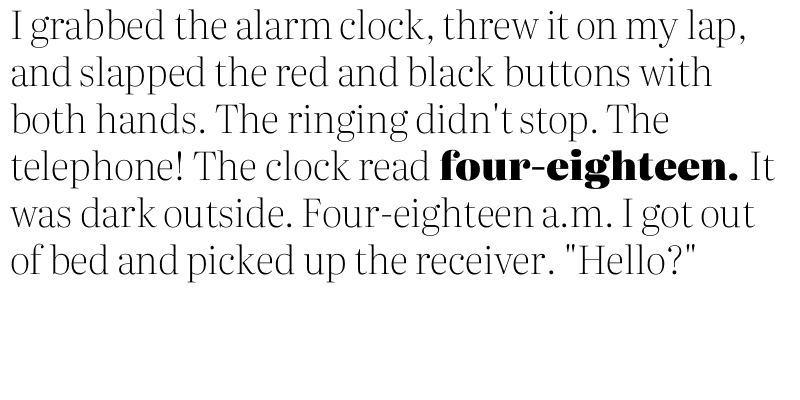 I grabbed the alarm clock, threw it on my lap,
and slapped the red and black buttons with
both hands. The ringing didn't stop. The
telephone! The clock read four-eighteen. It
was dark outside. Four-eighteen a.m. I got out
of bed and picked up the receiver. "Hello?"